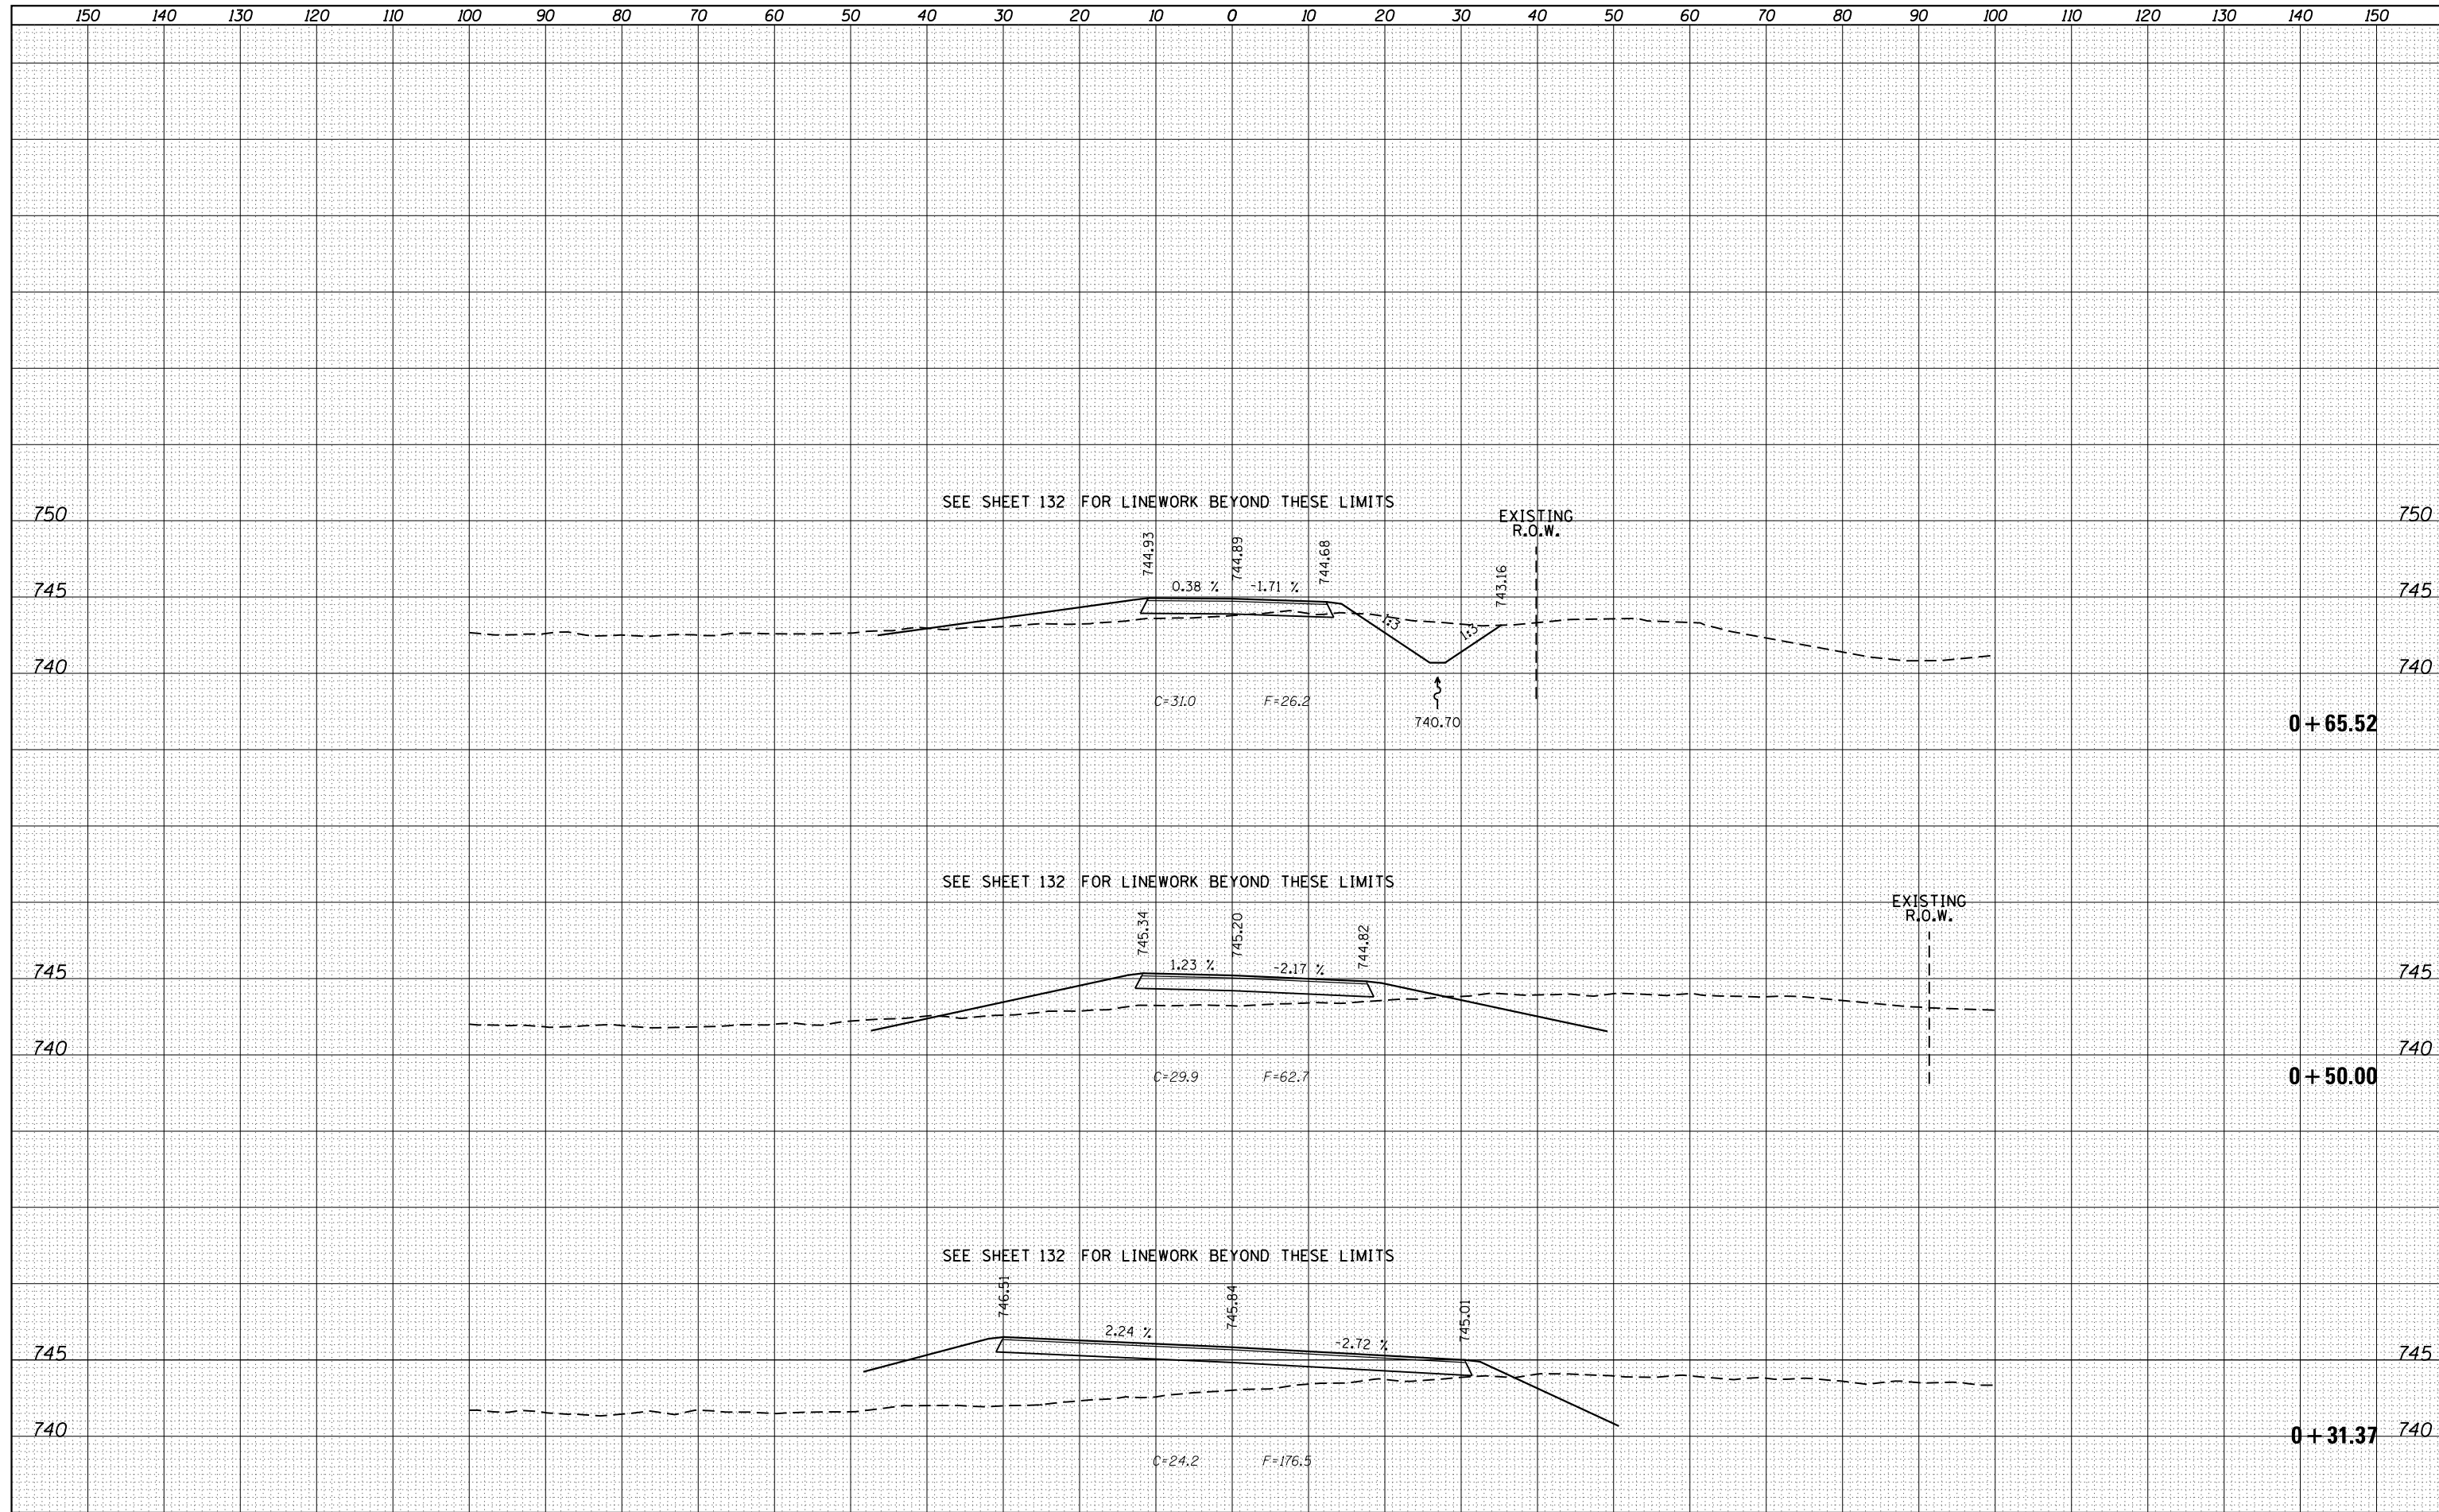 150 140 130 120 110 100 90 80 70 60 50 40 30 20 10 0 10 20 30 40 50 60 70 80 90 100 110 120 130 140 150
SEE SHEET 132 FOR LINEWORK BEYOND THESE LIMITS
750
EXISTING
R.O.W.
750
744.93
744.89
744.68
743.16
745
0.38 %
-1.71 %
745
1:3
1:3
740
740
C=31.0
F=26.2
740.70
0+65.52
SEE SHEET 132 FOR LINEWORK BEYOND THESE LIMITS
EXISTING
R.O.W.
745.34
745.20
744.82
745
1.23 %
-2.17 %
745
740
740
C=29.9
F=62.7
0+50.00
SEE SHEET 132 FOR LINEWORK BEYOND THESE LIMITS
746.51
745.84
745.01
2.24 %
-2.72 %
745
745
740
0+31.37
740
C=24.2
F=176.5